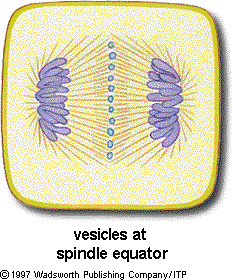 vesicles at
spindle equator
©1997 Wadsworth Publishing Company/ITP